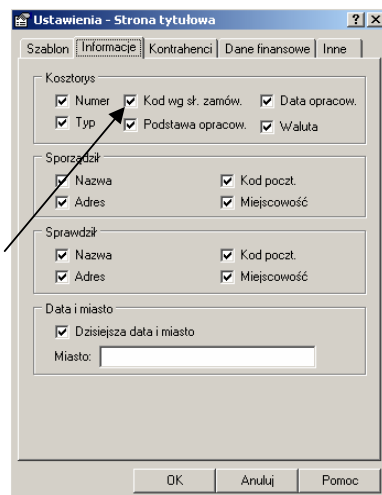 Ustawienia - Strona tytułowa
Szablon Informacje Kontrahenci Dane finansowe Inne
Kosztorys
Numer Kod wg sł. zamów. Data opracow.
Typ Podstawa opracow. Waluta
Sporządził
Nazwa Kod poczt.
Adres Miejscowość
Sprawdził
Nazwa Kod poczt.
Adres Miejscowość
Data i miasto
Dzisiejsza data i miasto
Miasto:
OK Anuluj Pomoc